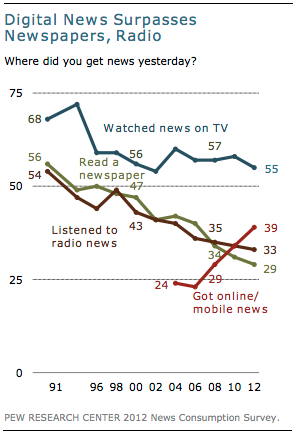 Digital News Surpasses
Newspapers, Radio
Where did you get news yesterday?
75
68
Watched news on TV
57
56
55
56
Read a
newspaper
47
54
50
Listened to
radio news
43
35
39
34
33
29
29
24
Got online/
mobile news
25
0
91 96 98 00 02 04 06 08 10 12
PEW RESEARCH CENTER 2012 News Consumption Survey.